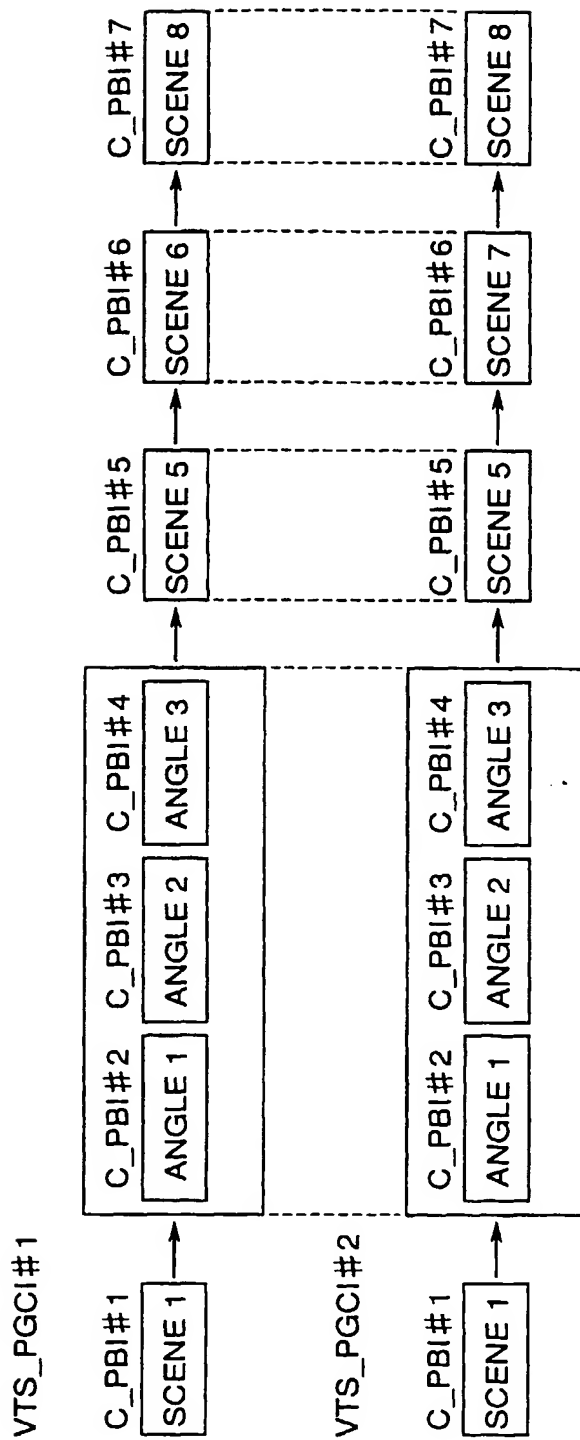 VTS_PGCI#1
C_PBI#1
SCENE 1
C_PBI#2
ANGLE 1
C_PBI#3
ANGLE 2
C_PBI#4
ANGLE 3
C_PBI#5
SCENE 5
C_PBI#6
SCENE 6
C_PBI#7
SCENE 8
VTS_PGCI#2
C_PBI#1
SCENE 1
C_PBI#2
ANGLE 1
C_PBI#3
ANGLE 2
C_PBI#4
ANGLE 3
C_PBI#5
SCENE 5
C_PBI#6
SCENE 7
C_PBI#7
SCENE 8